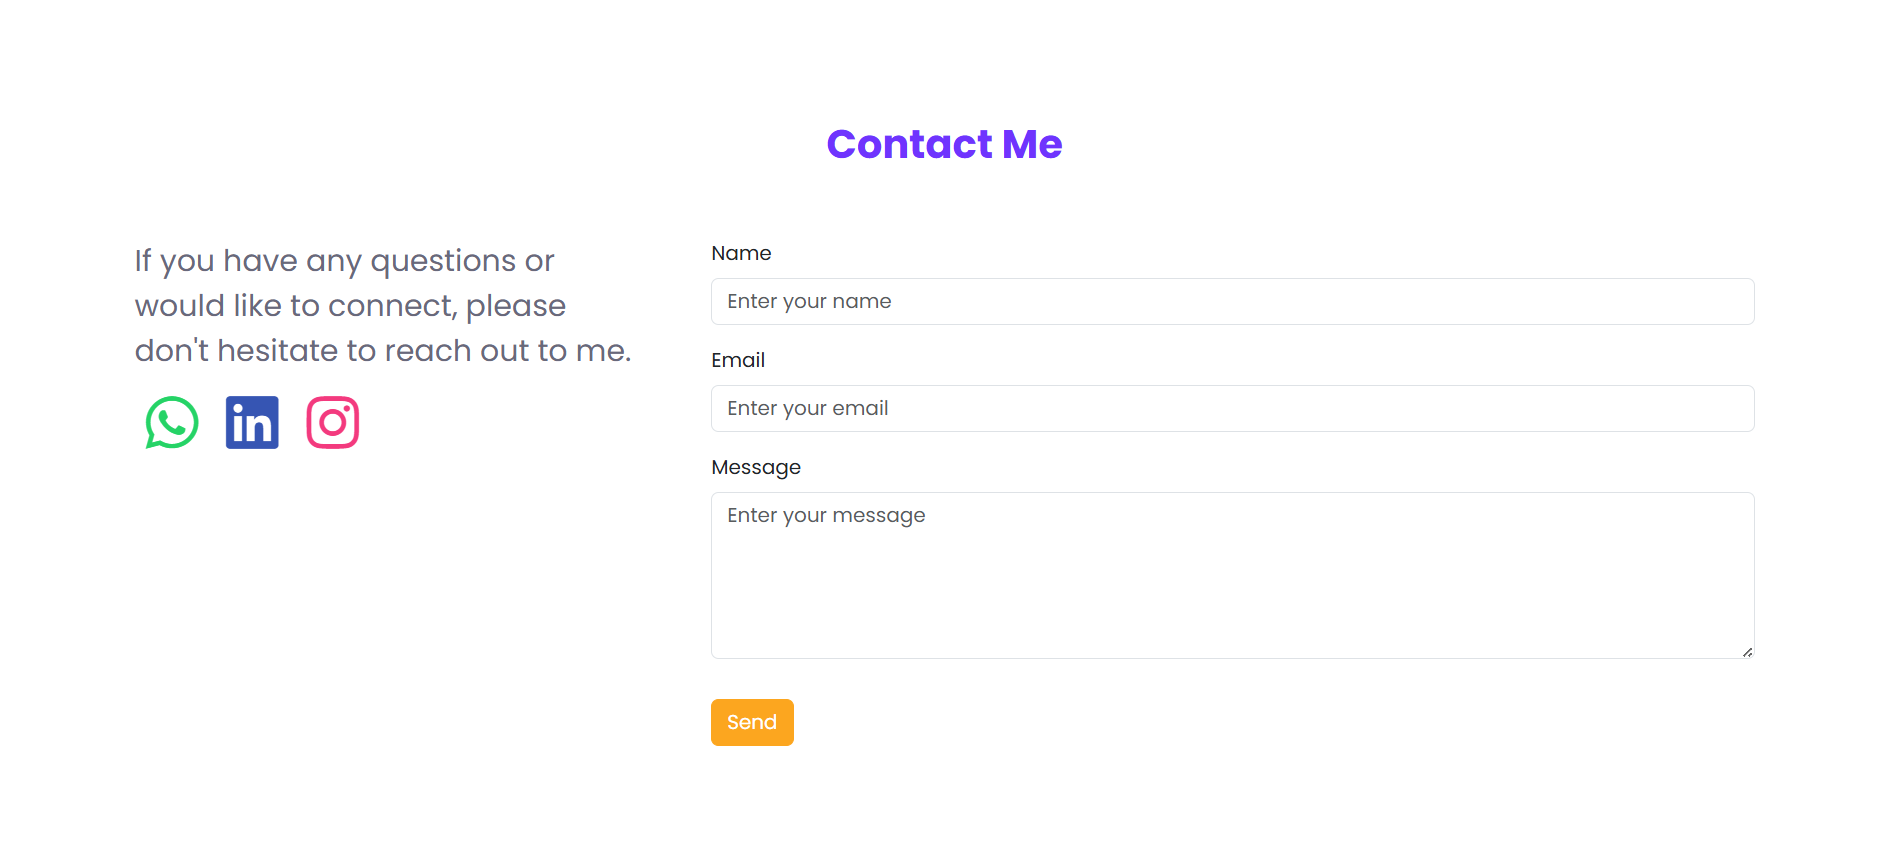 Contact Me
If you have any questions or
would like to connect, please
don't hesitate to reach out to me.
in
Name
Enter your name
Email
Enter your email
Message
Enter your message
Send